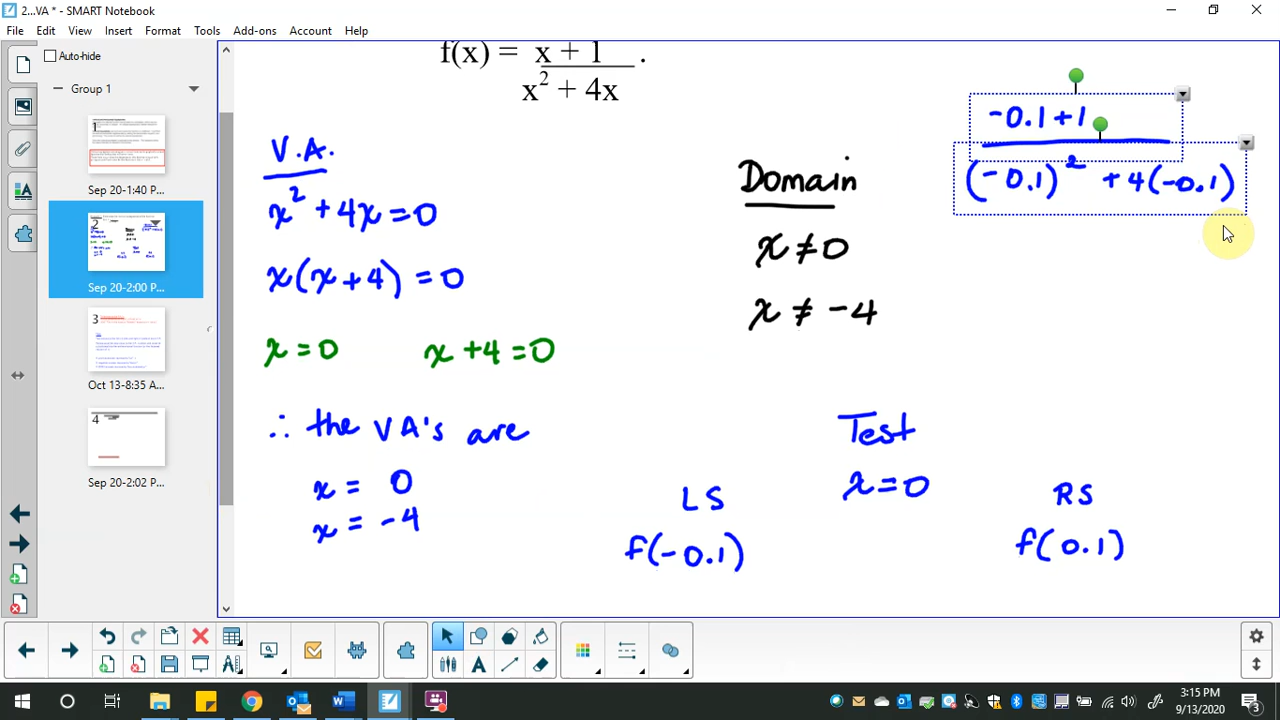 2...VA * - SMART Notebook
File Edit View Insert Format Tools Add-ons Account Help
Auto-hide
Group 1
1
Sep 20-1:40 P...
2
Sep 20-2:00 P...
3
Oct 13-8:35 A...
4
Sep 20-2:02 P...
f(x) = x + 1 .
x² + 4x
V.A.
x² + 4x = 0
x(x + 4) = 0
x = 0 x + 4 = 0
∴ the VA's are
x = 0
x = -4
Domain
x ≠ 0
x ≠ -4
-0.1 + 1
(-0.1)² + 4(-0.1)
Test
x = 0
LS
f(-0.1)
RS
f(0.1)
3:15 PM
9/13/2020